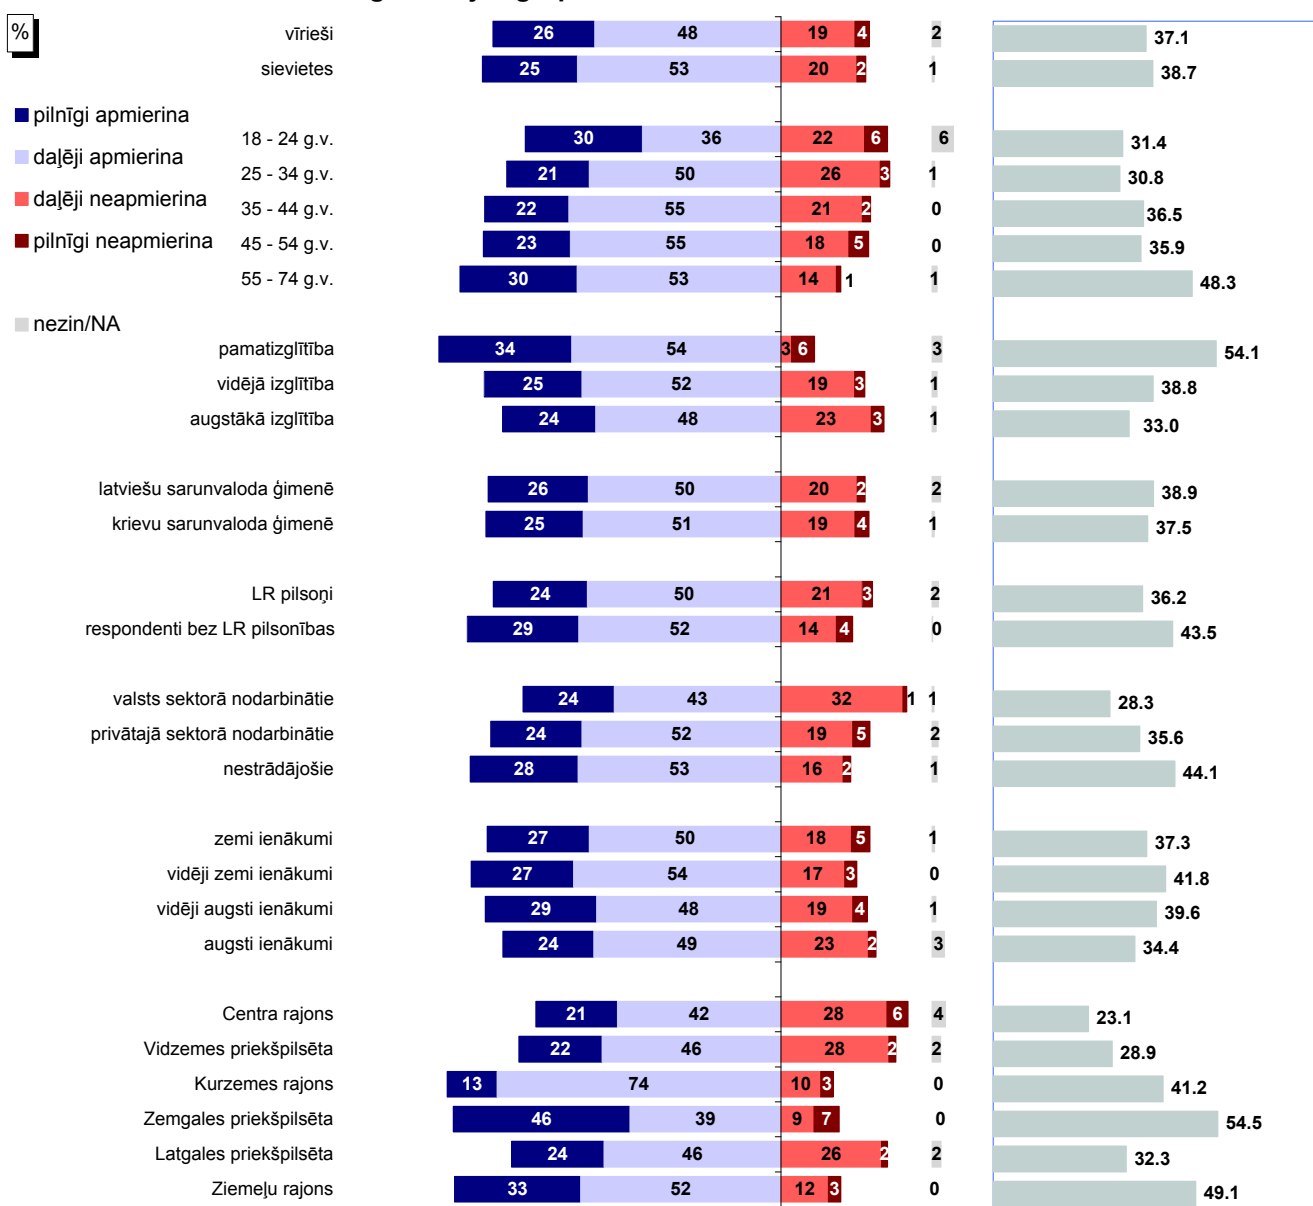 %
vīrieši 26 48 19 4 2 37.1
sievietes 25 53 20 2 1 38.7
pilnīgi apmierina
18 - 24 g.v. 30 36 22 6 6 31.4
daļēji apmierina
25 - 34 g.v. 21 50 26 3 1 30.8
daļēji neapmierina
35 - 44 g.v. 22 55 21 2 0 36.5
pilnīgi neapmierina
45 - 54 g.v. 23 55 18 5 0 35.9
55 - 74 g.v. 30 53 14 1 1 48.3
nezin/NA
pamatizglītība 34 54 3 6 3 54.1
vidējā izglītība 25 52 19 3 1 38.8
augstākā izglītība 24 48 23 3 1 33.0
latviešu sarunvaloda ģimenē 26 50 20 2 2 38.9
krievu sarunvaloda ģimenē 25 51 19 4 1 37.5
LR pilsoņi 24 50 21 3 2 36.2
respondenti bez LR pilsonības 29 52 14 4 0 43.5
valsts sektorā nodarbinātie 24 43 32 1 1 28.3
privātajā sektorā nodarbinātie 24 52 19 5 2 35.6
nestrādājošie 28 53 16 2 1 44.1
zemi ienākumi 27 50 18 5 1 37.3
vidēji zemi ienākumi 27 54 17 3 0 41.8
vidēji augsti ienākumi 29 48 19 4 1 39.6
augsti ienākumi 24 49 23 2 3 34.4
Centra rajons 21 42 28 6 4 23.1
Vidzemes priekšpilsēta 22 46 28 2 2 28.9
Kurzemes rajons 13 74 10 3 0 41.2
Zemgales priekšpilsēta 46 39 9 7 0 54.5
Latgales priekšpilsēta 24 46 26 2 2 32.3
Ziemeļu rajons 33 52 12 3 0 49.1